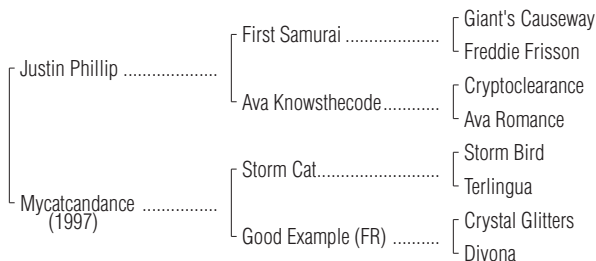 Giant's Causeway
First Samurai ....................
Freddie Frisson
Justin Phillip ....................
Cryptoclearance
Ava Knowsthecode............
Ava Romance
Storm Bird
Storm Cat..........................
Terlingua
Mycatcandance ................
(1997)
Crystal Glitters
Good Example (FR) ..........
Divona